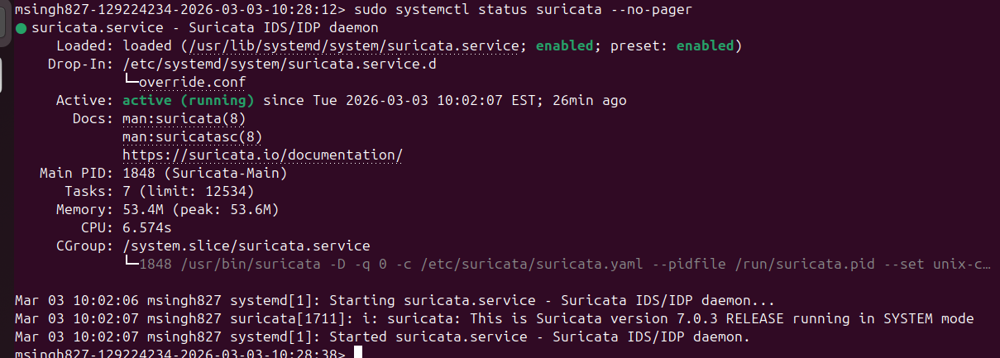 msingh827-129224234-2026-03-03-10:28:12> sudo systemctl status suricata --no-pager
● suricata.service - Suricata IDS/IDP daemon
Loaded: loaded (/usr/lib/systemd/system/suricata.service; enabled; preset: enabled)
Drop-In: /etc/systemd/system/suricata.service.d
└─override.conf
Active: active (running) since Tue 2026-03-03 10:02:07 EST; 26min ago
Docs: man:suricata(8)
man:suricatasc(8)
https://suricata.io/documentation/
Main PID: 1848 (Suricata-Main)
Tasks: 7 (limit: 12534)
Memory: 53.4M (peak: 53.6M)
CPU: 6.574s
CGroup: /system.slice/suricata.service
└─1848 /usr/bin/suricata -D -q 0 -c /etc/suricata/suricata.yaml --pidfile /run/suricata.pid --set unix-c…
Mar 03 10:02:06 msingh827 systemd[1]: Starting suricata.service - Suricata IDS/IDP daemon...
Mar 03 10:02:07 msingh827 suricata[1711]: i: suricata: This is Suricata version 7.0.3 RELEASE running in SYSTEM mode
Mar 03 10:02:07 msingh827 systemd[1]: Started suricata.service - Suricata IDS/IDP daemon.
msingh827-129224234-2026-03-03-10:28:38>